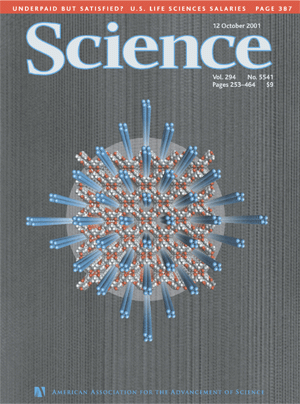 UNDERPAID BUT SATISFIED? U.S. LIFE SCIENCES SALARIES PAGE 387
12 October 2001
Science
Vol. 294 No. 5541
Pages 253–464 $9
AMERICAN ASSOCIATION FOR THE ADVANCEMENT OF SCIENCE